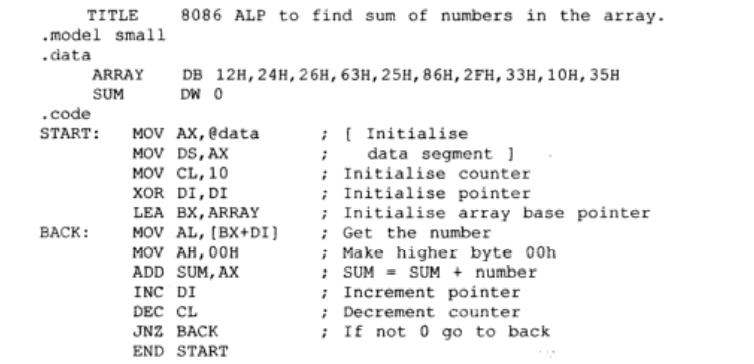 TITLE 8086 ALP to find sum of numbers in the array.
.model small
.data
ARRAY DB 12H,24H,26H,63H,25H,86H,2FH,33H,10H,35H
SUM DW 0
.code
START: MOV AX,@data ; [ Initialise
MOV DS,AX ; data segment ]
MOV CL,10 ; Initialise counter
XOR DI,DI ; Initialise pointer
LEA BX,ARRAY ; Initialise array base pointer
BACK: MOV AL,[BX+DI] ; Get the number
MOV AH,00H ; Make higher byte 00h
ADD SUM,AX ; SUM = SUM + number
INC DI ; Increment pointer
DEC CL ; Decrement counter
JNZ BACK ; If not 0 go to back
END START